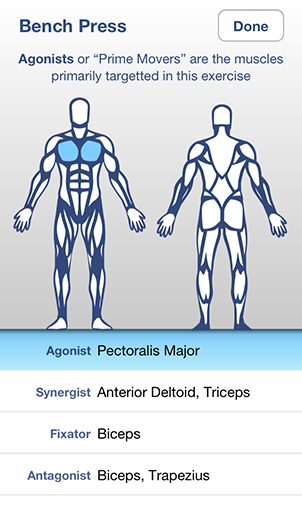 Bench Press
Done
Agonists or “Prime Movers” are the muscles
primarily targetted in this exercise
Agonist Pectoralis Major
Synergist Anterior Deltoid, Triceps
Fixator Biceps
Antagonist Biceps, Trapezius